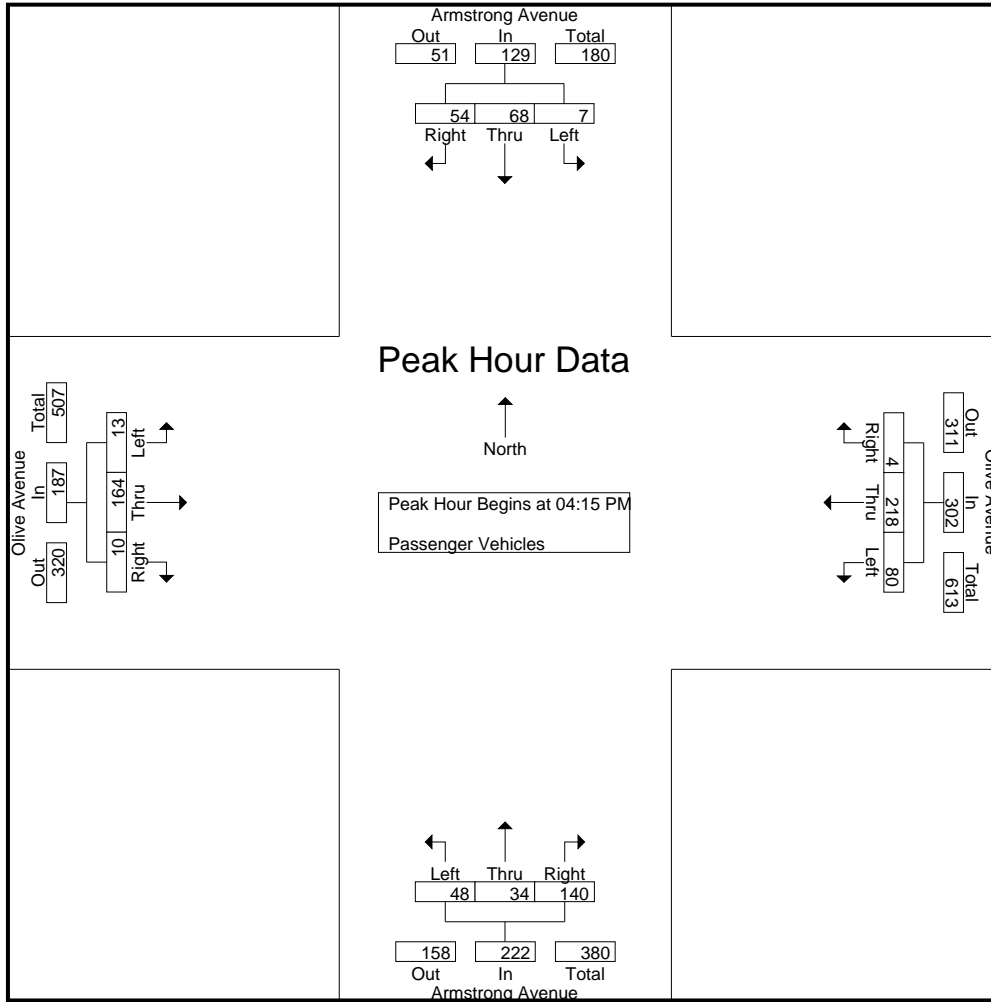 Armstrong Avenue
Out In Total
51 129 180
54 68 7
Right Thru Left
Peak Hour Data
North
Peak Hour Begins at 04:15 PM
Passenger Vehicles
Olive Avenue
Out In Total
320 187 507
13 164 10
Left Thru Right
Olive Avenue
Out In Total
311 302 613
4 218 80
Right Thru Left
Left Thru Right
48 34 140
158 222 380
Out In Total
Armstrong Avenue